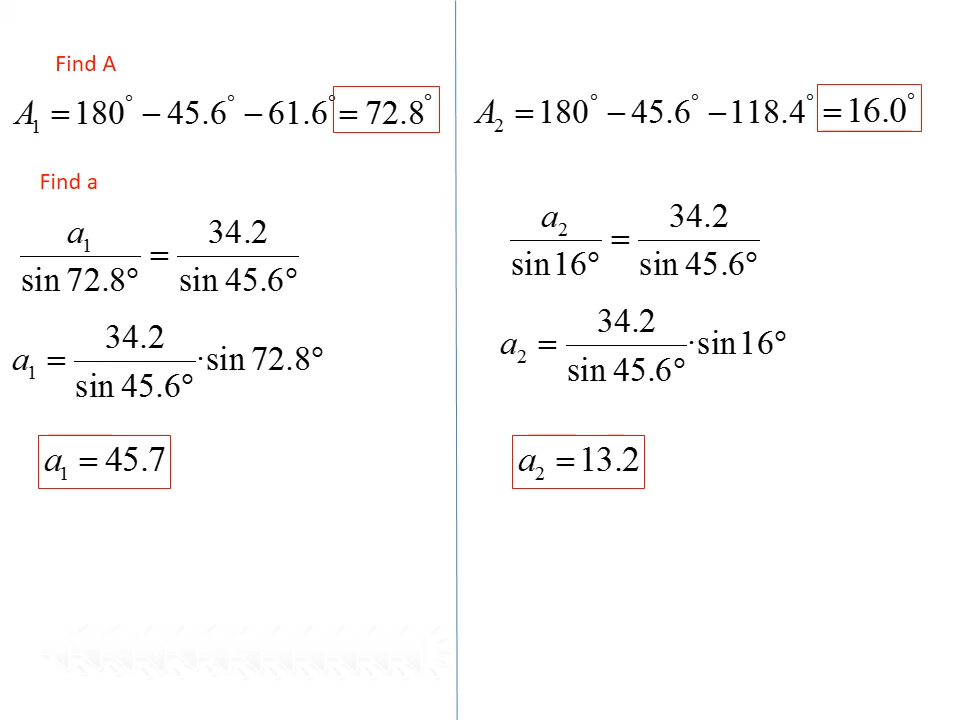 Find A
A₁ = 180° − 45.6° − 61.6° = 72.8°
Find a
a₁ / sin 72.8° = 34.2 / sin 45.6°
a₁ = 34.2 / sin 45.6° · sin 72.8°
a₁ = 45.7
A₂ = 180° − 45.6° − 118.4° = 16.0°
a₂ / sin 16° = 34.2 / sin 45.6°
a₂ = 34.2 / sin 45.6° · sin 16°
a₂ = 13.2